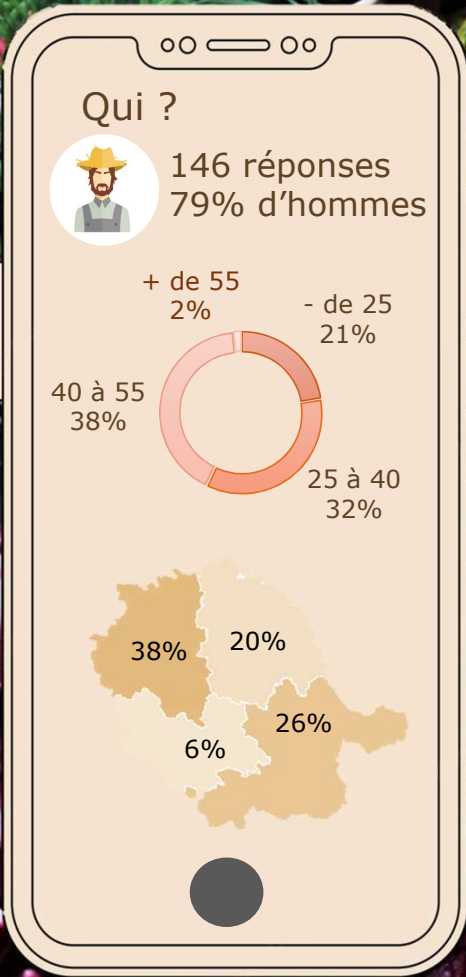 Qui ?
146 réponses
79% d’hommes
+ de 55
2%
- de 25
21%
40 à 55
38%
25 à 40
32%
38%
20%
26%
6%